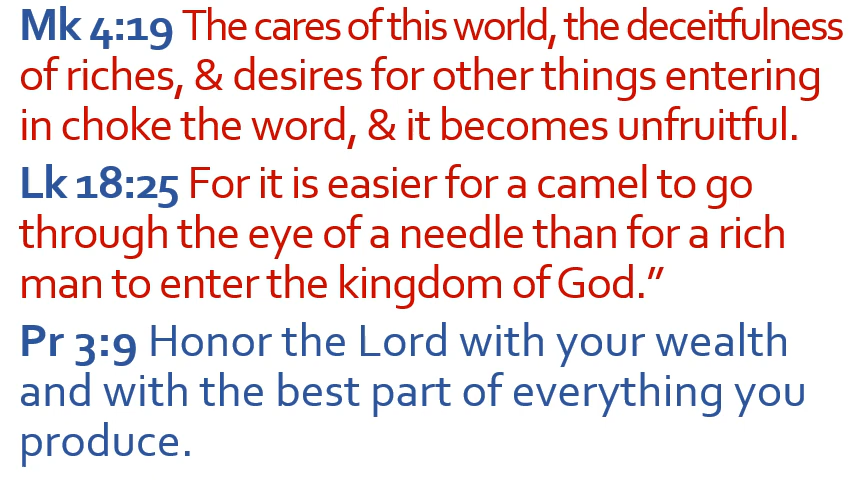 Mk 4:19 The cares of this world, the deceitfulness
of riches, & desires for other things entering
in choke the word, & it becomes unfruitful.
Lk 18:25 For it is easier for a camel to go
through the eye of a needle than for a rich
man to enter the kingdom of God.”
Pr 3:9 Honor the Lord with your wealth
and with the best part of everything you
produce.